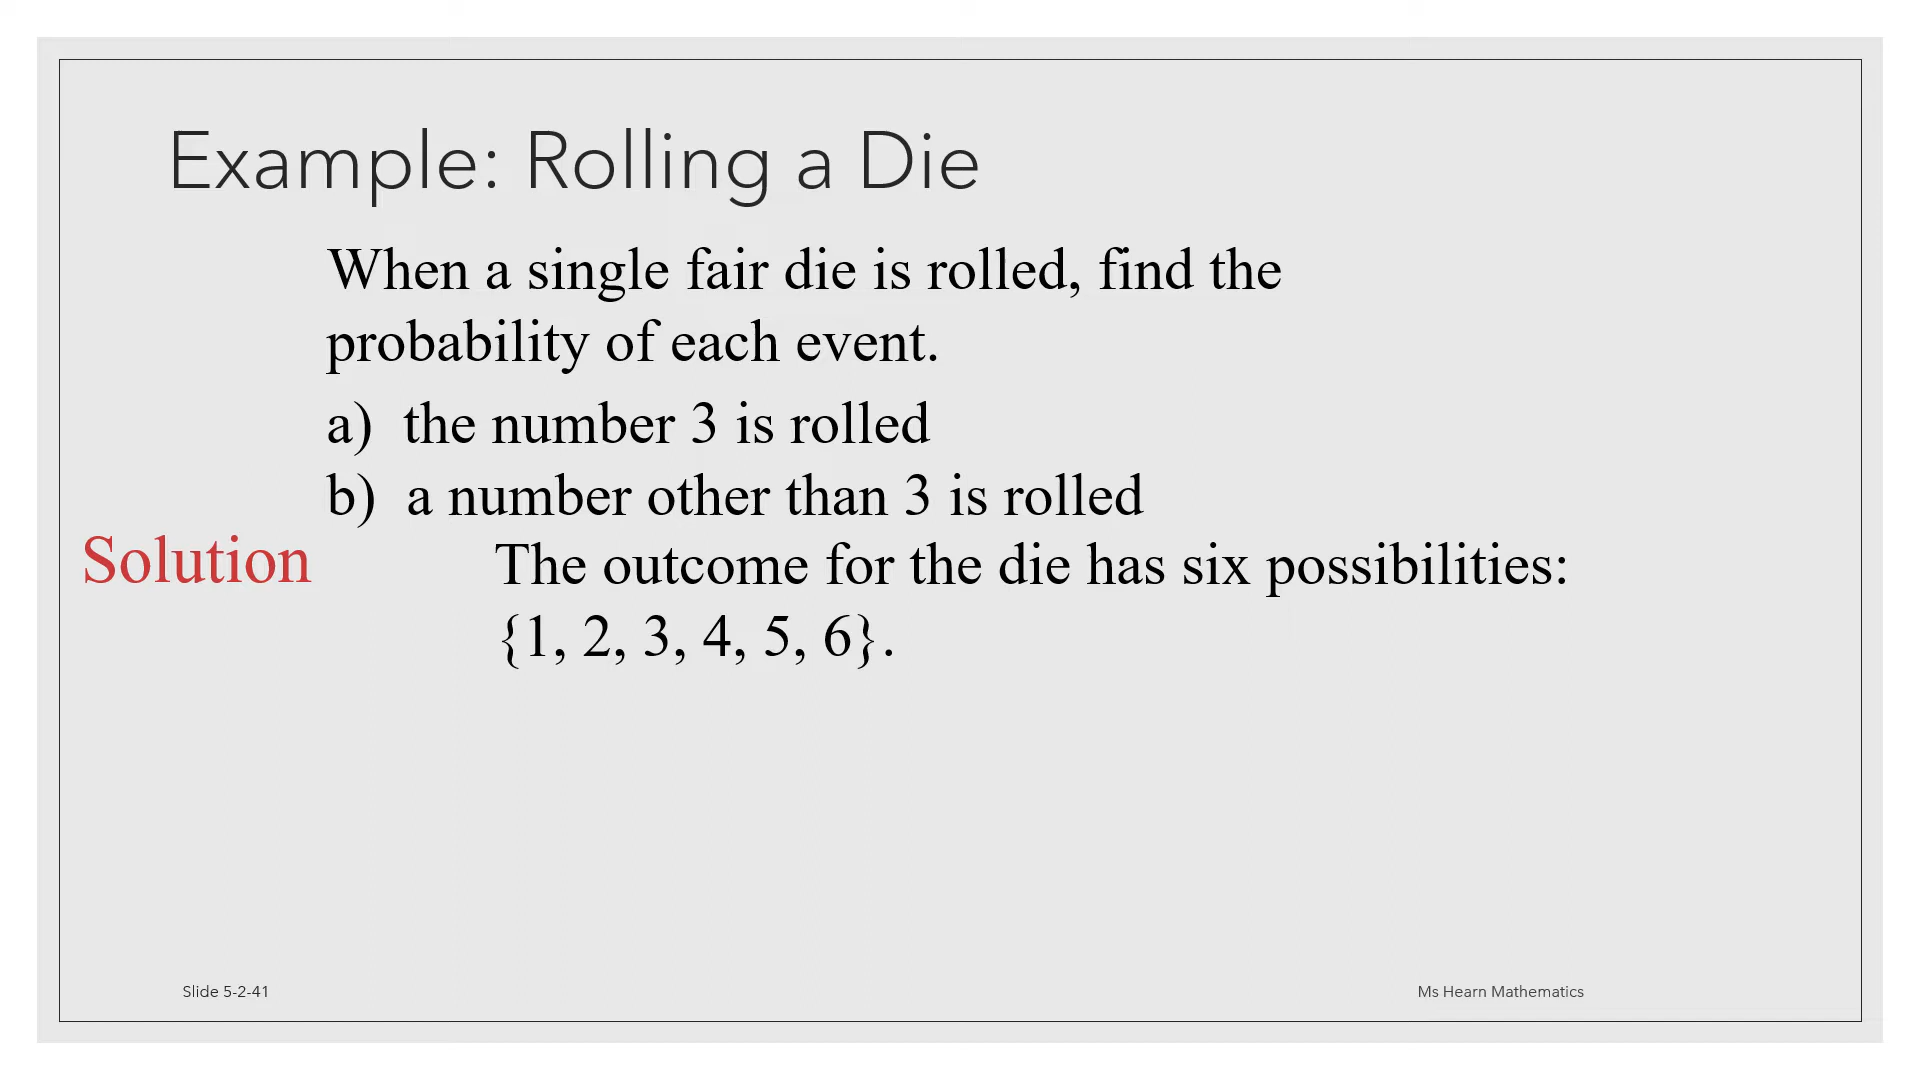 Example: Rolling a Die
When a single fair die is rolled, find the
probability of each event.
a) the number 3 is rolled
b) a number other than 3 is rolled
Solution
The outcome for the die has six possibilities:
{1, 2, 3, 4, 5, 6}.
Slide 5-2-41
Ms Hearn Mathematics